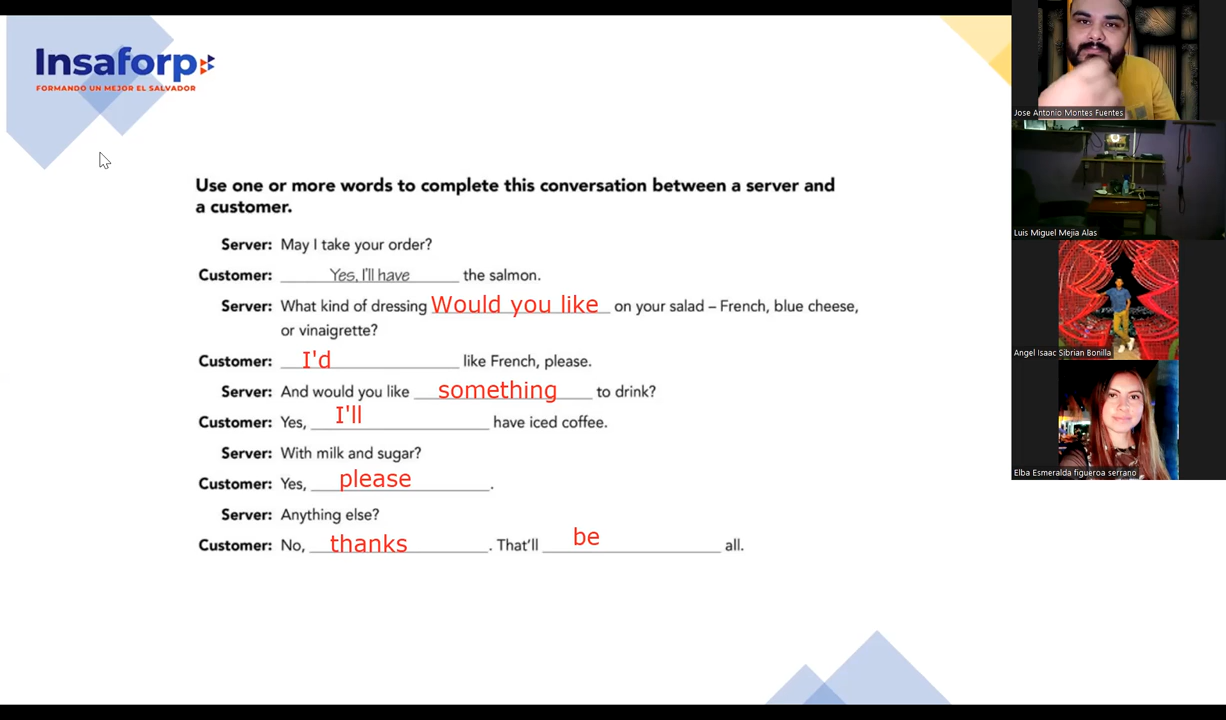 Insaforp
FORMANDO UN MEJOR EL SALVADOR
Use one or more words to complete this conversation between a server and
a customer.
Server: May I take your order?
Customer: Yes, I'll have the salmon.
Server: What kind of dressing Would you like on your salad – French, blue cheese,
or vinaigrette?
Customer: I'd like French, please.
Server: And would you like something to drink?
Customer: Yes, I'll have iced coffee.
Server: With milk and sugar?
Customer: Yes, please.
Server: Anything else?
Customer: No, thanks. That'll be all.
Jose Antonio Montes Fuentes
Luis Miguel Mejia Alas
Angel Isaac Sibrian Bonilla
Elba Esmeralda figueroa serrano